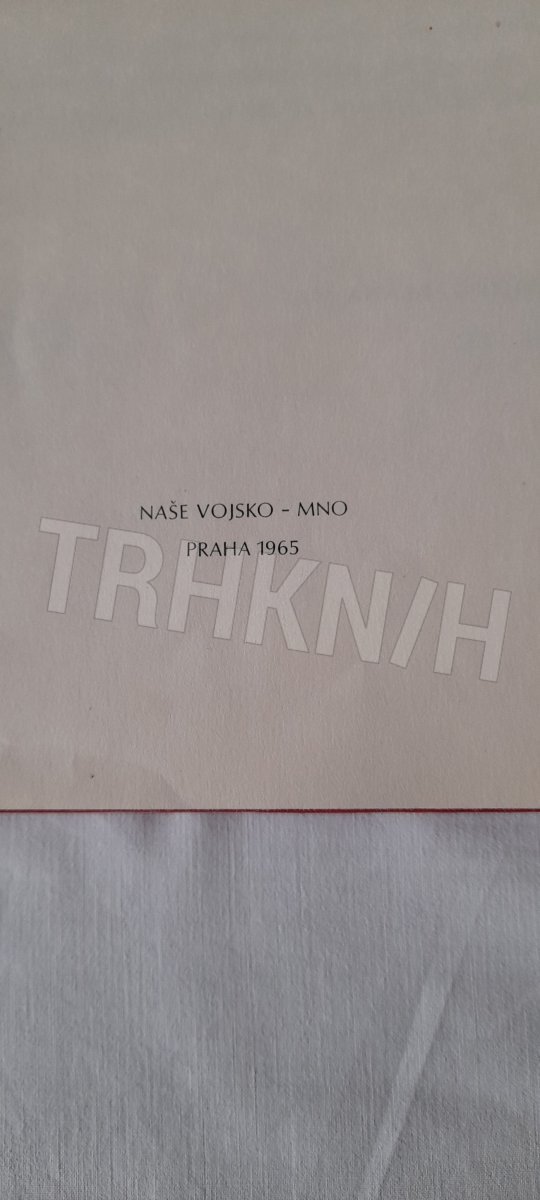 NAŠE VOJSKO - MNO
PRAHA 1965
TRHKNIH